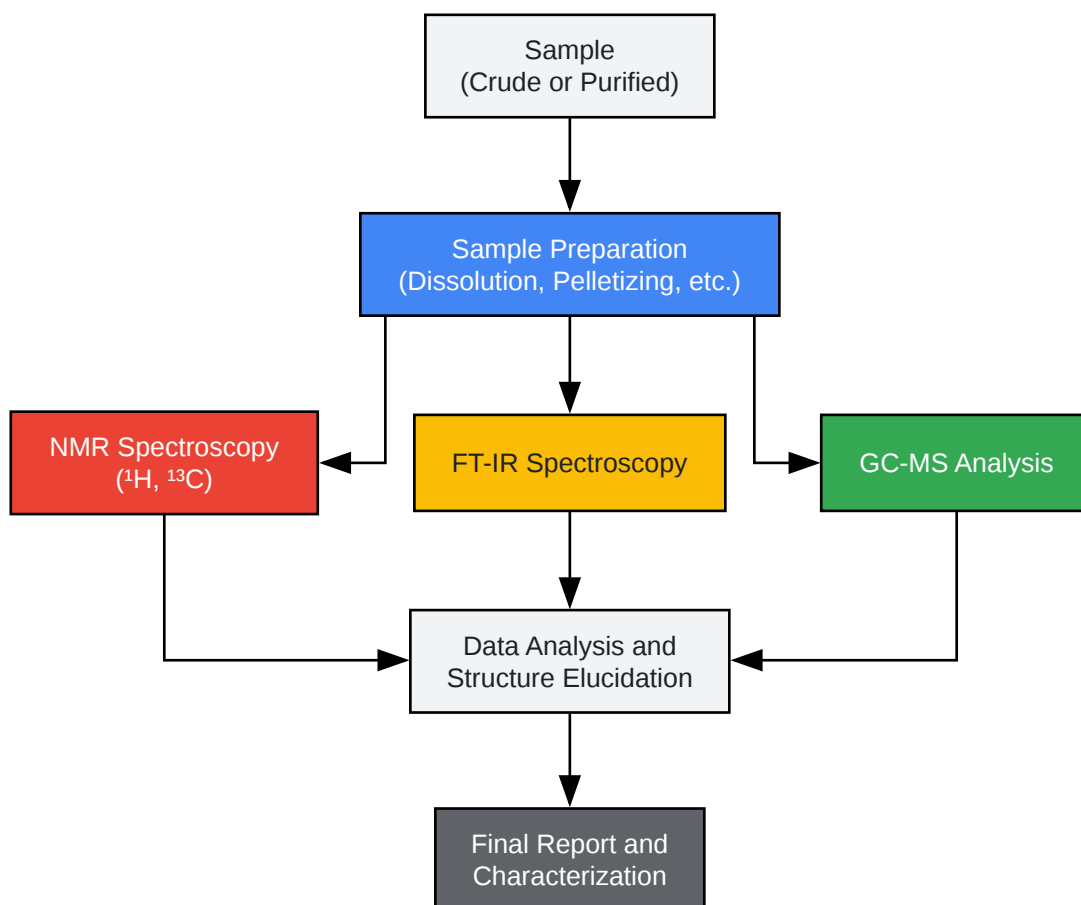 Sample
(Crude or Purified)
Sample Preparation
(Dissolution, Pelletizing, etc.)
NMR Spectroscopy
(¹H, ¹³C)
FT-IR Spectroscopy
GC-MS Analysis
Data Analysis and
Structure Elucidation
Final Report and
Characterization